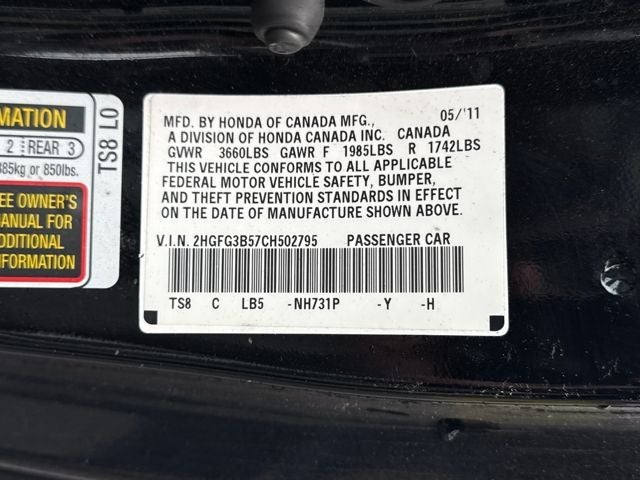 MATION
2 REAR 3
385kg or 850lbs.
EE OWNER'S
MANUAL FOR
DDITIONAL
INFORMATION
TS8 L0
MFD. BY HONDA OF CANADA MFG., 05/'11
A DIVISION OF HONDA CANADA INC. CANADA
GVWR 3660LBS GAWR F 1985LBS R 1742LBS
THIS VEHICLE CONFORMS TO ALL APPLICABLE
FEDERAL MOTOR VEHICLE SAFETY, BUMPER,
AND THEFT PREVENTION STANDARDS IN EFFECT
ON THE DATE OF MANUFACTURE SHOWN ABOVE.
V.I.N. 2HGFG3B57CH502795 PASSENGER CAR
TS8 C LB5 -NH731P -Y -H